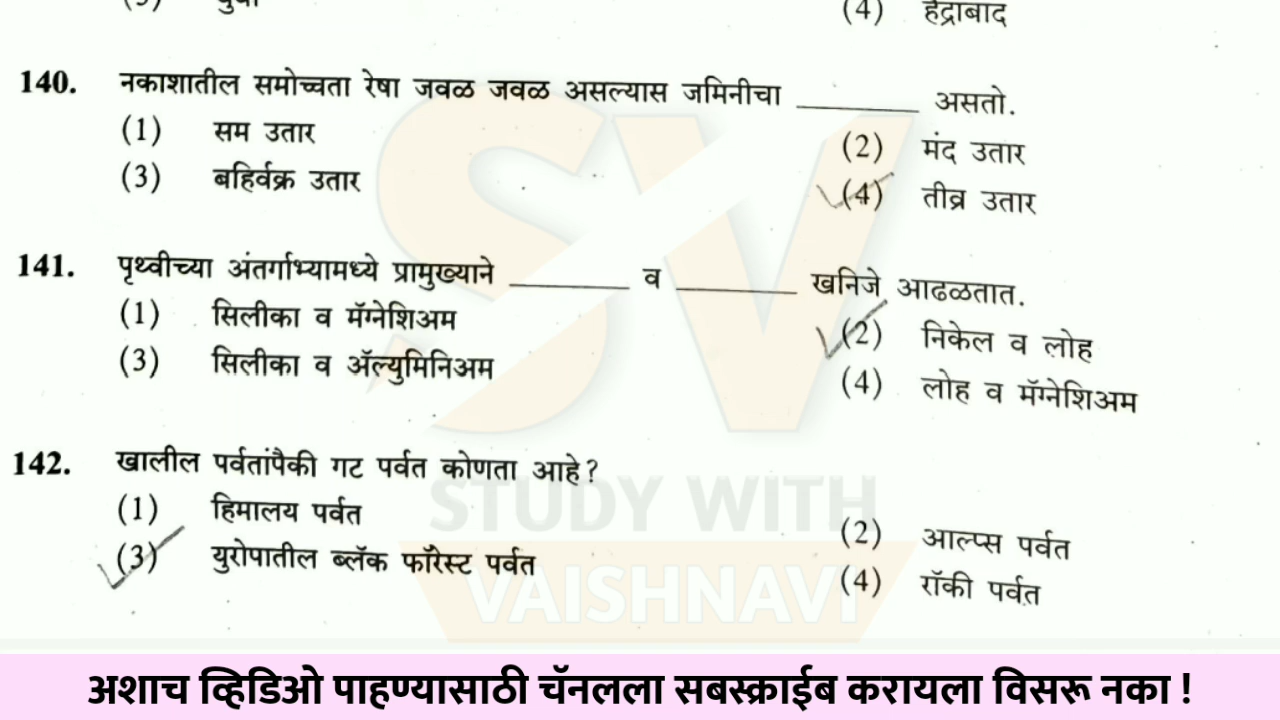 (4) हैद्राबाद
140. नकाशातील समोच्चता रेषा जवळ जवळ असल्यास जमिनीचा ________ असतो.
(1) सम उतार
(2) मंद उतार
(3) बहिर्वक्र उतार
(4) तीव्र उतार
141. पृथ्वीच्या अंतर्गाभ्यामध्ये प्रामुख्याने ________ व ________ खनिजे आढळतात.
(1) सिलीका व मॅग्नेशिअम
(2) निकेल व लोह
(3) सिलीका व ॲल्युमिनिअम
(4) लोह व मॅग्नेशिअम
142. खालील पर्वतांपैकी गट पर्वत कोणता आहे?
(1) हिमालय पर्वत
(2) आल्प्स पर्वत
(3) युरोपातील ब्लॅक फॉरेस्ट पर्वत
(4) रॉकी पर्वत
SV
STUDY WITH
VAISHNAVI
अशाच व्हिडिओ पाहण्यासाठी चॅनलला सबस्क्राईब करायला विसरू नका !